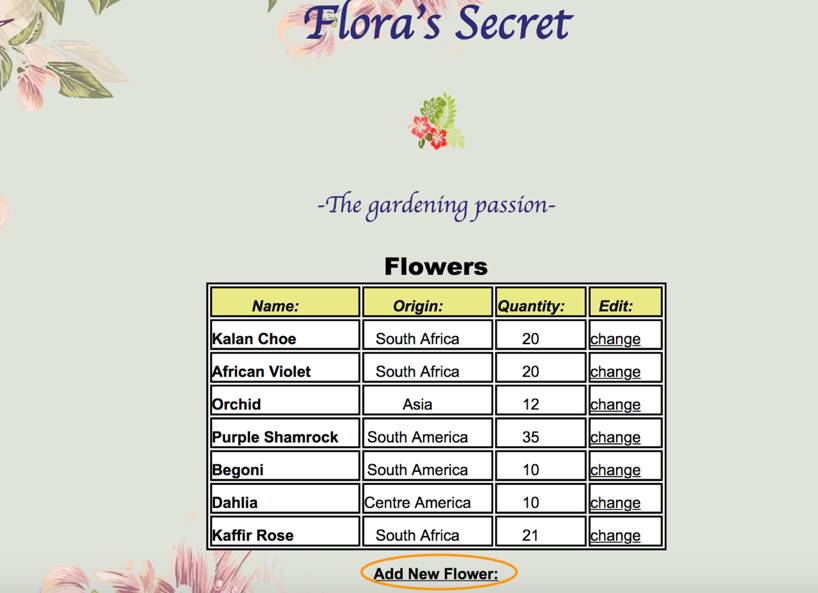 Flora's Secret
-The gardening passion-
Flowers
Name: Origin: Quantity: Edit:
Kalan Choe South Africa 20 change
African Violet South Africa 20 change
Orchid Asia 12 change
Purple Shamrock South America 35 change
Begoni South America 10 change
Dahlia Centre America 10 change
Kaffir Rose South Africa 21 change
Add New Flower: